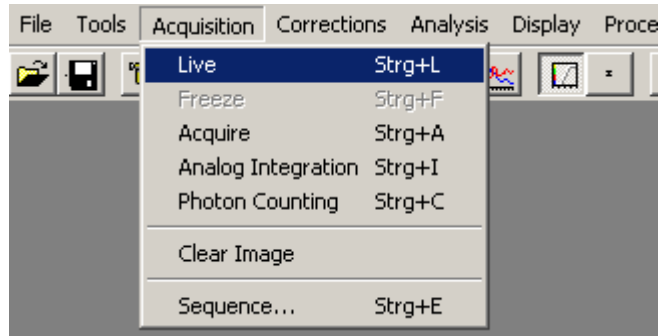 File Tools Acquisition Corrections Analysis Display Proce
Live Strg+L
Freeze Strg+F
Acquire Strg+A
Analog Integration Strg+I
Photon Counting Strg+C
Clear Image
Sequence... Strg+E